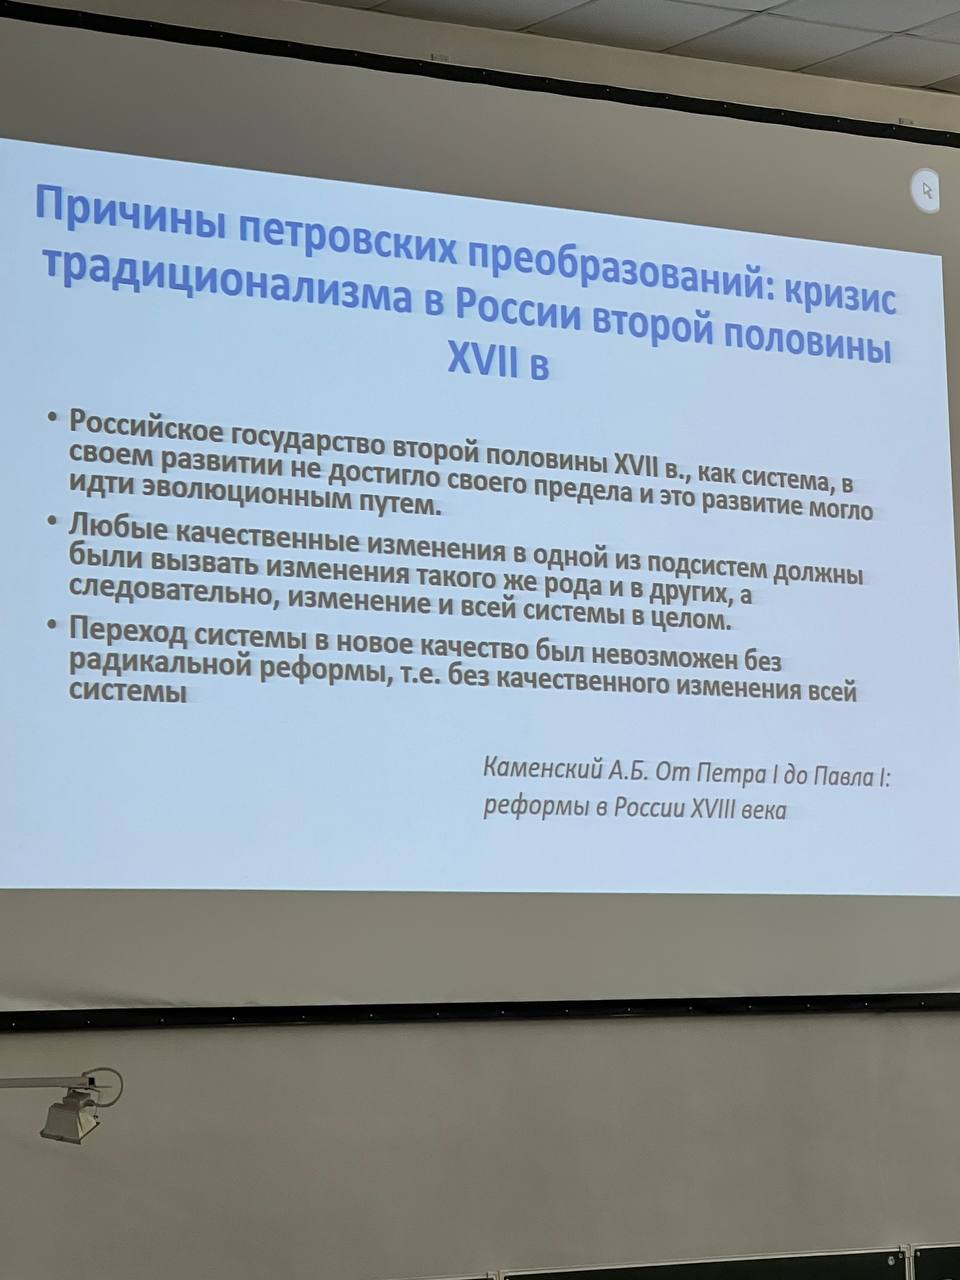 Причины петровских преобразований: кризис
традиционализма в России второй половины
XVII в
• Российское государство второй половины XVII в., как система, в
своем развитии не достигло своего предела и это развитие могло
идти эволюционным путем.
• Любые качественные изменения в одной из подсистем должны
были вызвать изменения такого же рода и в других, а
следовательно, изменение и всей системы в целом.
• Переход системы в новое качество был невозможен без
радикальной реформы, т.е. без качественного изменения всей
системы
Каменский А.Б. От Петра I до Павла I:
реформы в России XVIII века